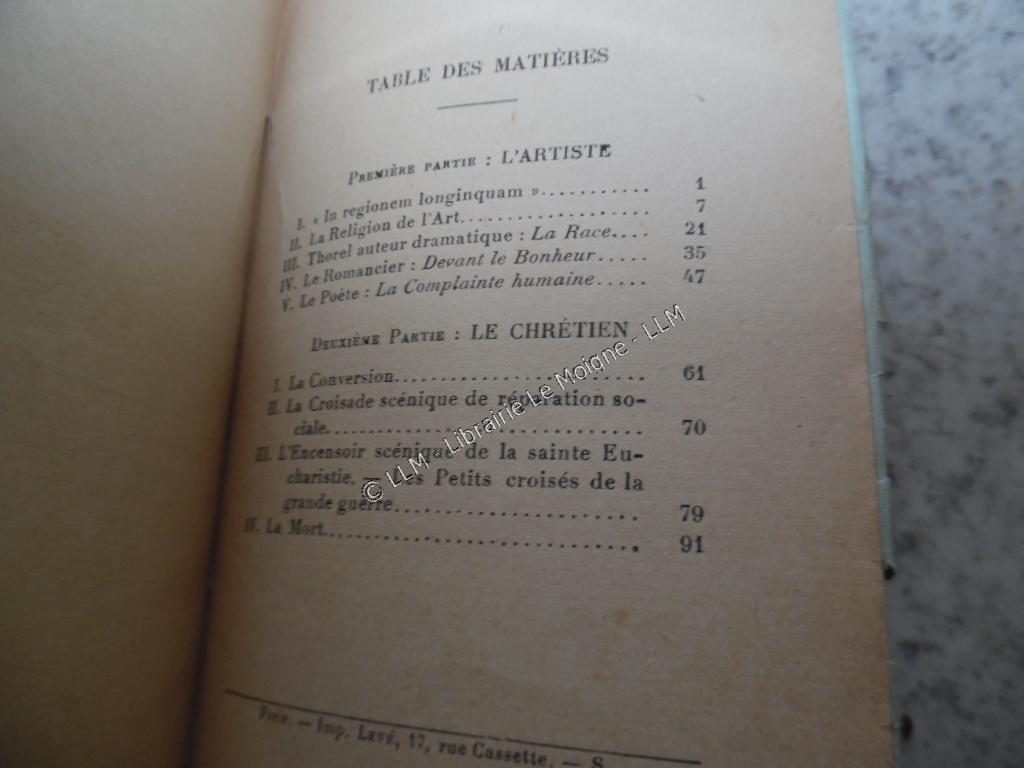 TABLE DES MATIÈRES
PREMIÈRE PARTIE : L'ARTISTE
I. « In regionem longinquam »........... 1
II. La Religion de l'Art................... 7
III. Thorel auteur dramatique : La Race.... 21
IV. Le Romancier : Devant le Bonheur..... 35
V. Le Poète : La Complainte humaine..... 47
DEUXIÈME PARTIE : LE CHRÉTIEN
I. La Conversion......................... 61
II. La Croisade scénique de réparation so-
ciale................................ 70
III. L'Encensoir scénique de la sainte Eu-
charistie. — Les Petits croisés de la
grande guerre........................ 79
IV. La Mort.............................. 91
Paris. — Imp. LEVÉ, 17, rue Cassette. — S
© LLM - Librairie Le Moigne - LLM